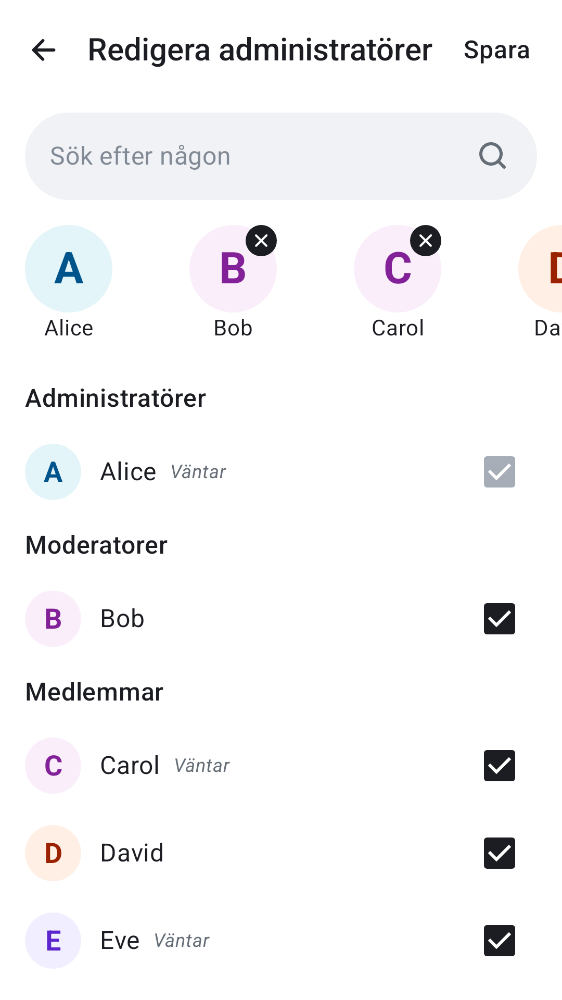 Redigera administratörer Spara
Sök efter någon
A B C D
Alice Bob Carol Da
Administratörer
A Alice Väntar
Moderatorer
B Bob
Medlemmar
C Carol Väntar
D David
E Eve Väntar